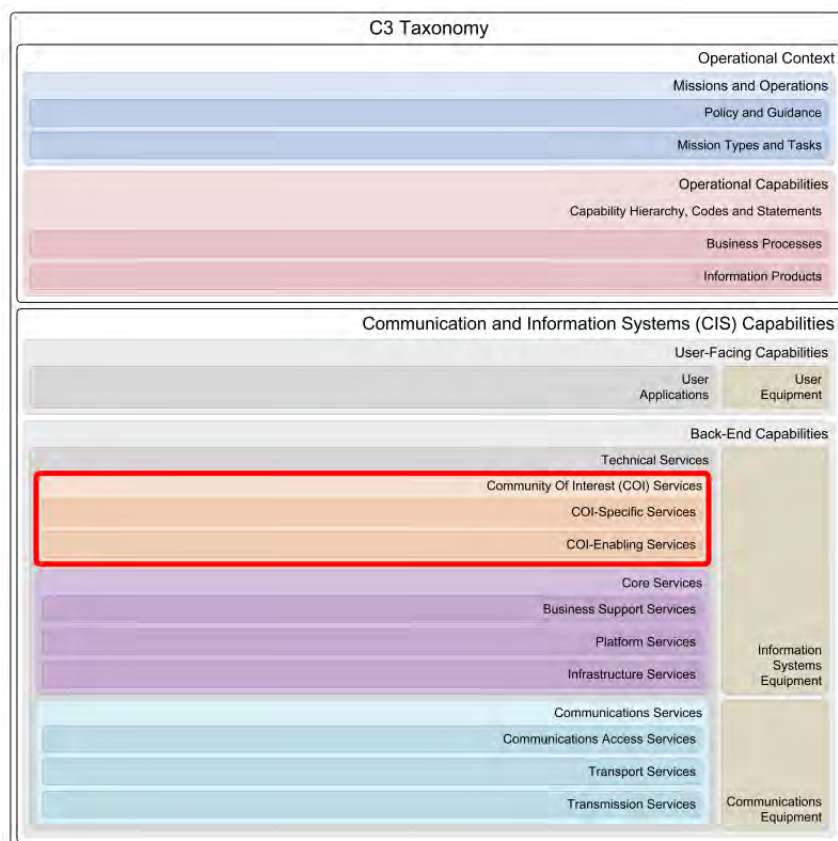 C3 Taxonomy
Operational Context
Missions and Operations
Policy and Guidance
Mission Types and Tasks
Operational Capabilities
Capability Hierarchy, Codes and Statements
Business Processes
Information Products
Communication and Information Systems (CIS) Capabilities
User-Facing Capabilities
User
Applications
User
Equipment
Back-End Capabilities
Technical Services
Community Of Interest (COI) Services
COI-Specific Services
COI-Enabling Services
Core Services
Business Support Services
Platform Services
Infrastructure Services
Information
Systems
Equipment
Communications Services
Communications Access Services
Transport Services
Transmission Services
Communications
Equipment